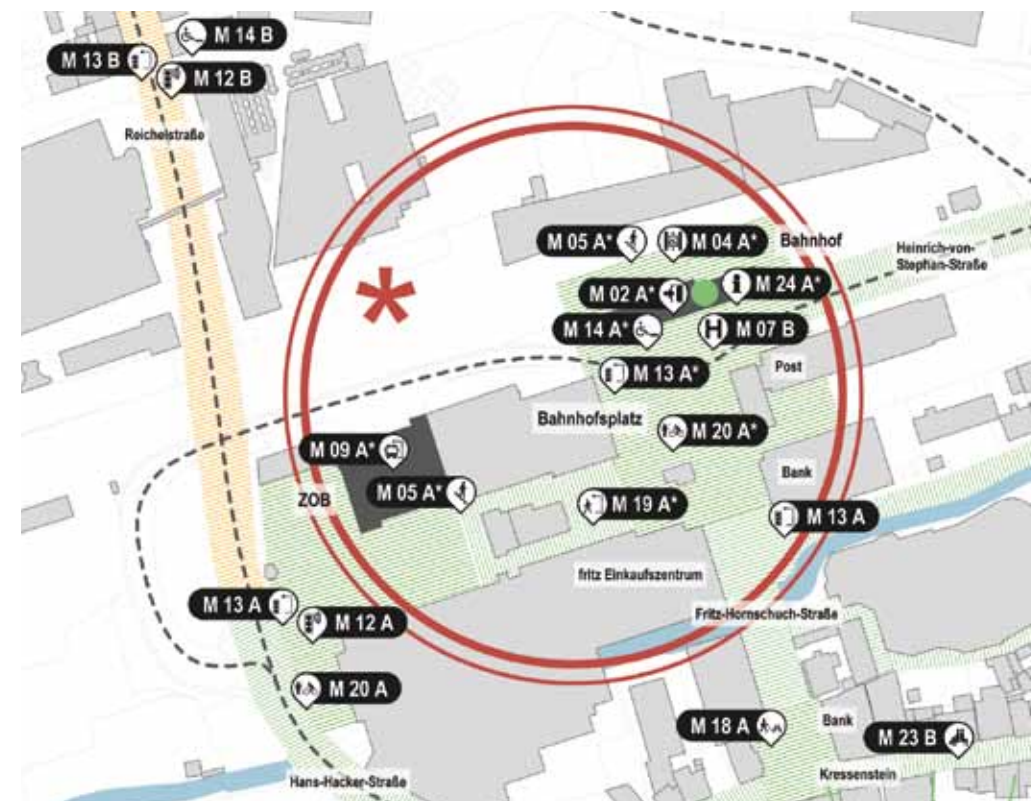 M 14 B
M 13 B
M 12 B
Reichelstraße
M 05 A*
M 04 A*
Bahnhof
Heinrich-von-
Stephan-Straße
M 02 A*
M 24 A*
M 14 A*
H
M 07 B
*
M 13 A*
Post
Bahnhofsplatz
M 20 A*
M 09 A*
Bank
M 05 A*
ZOB
M 19 A*
M 13 A
fritz Einkaufszentrum
M 13 A
M 12 A
Fritz-Hornschuch-Straße
M 20 A
M 18 A
Bank
M 23 B
Hans-Hacker-Straße
Kressenstein